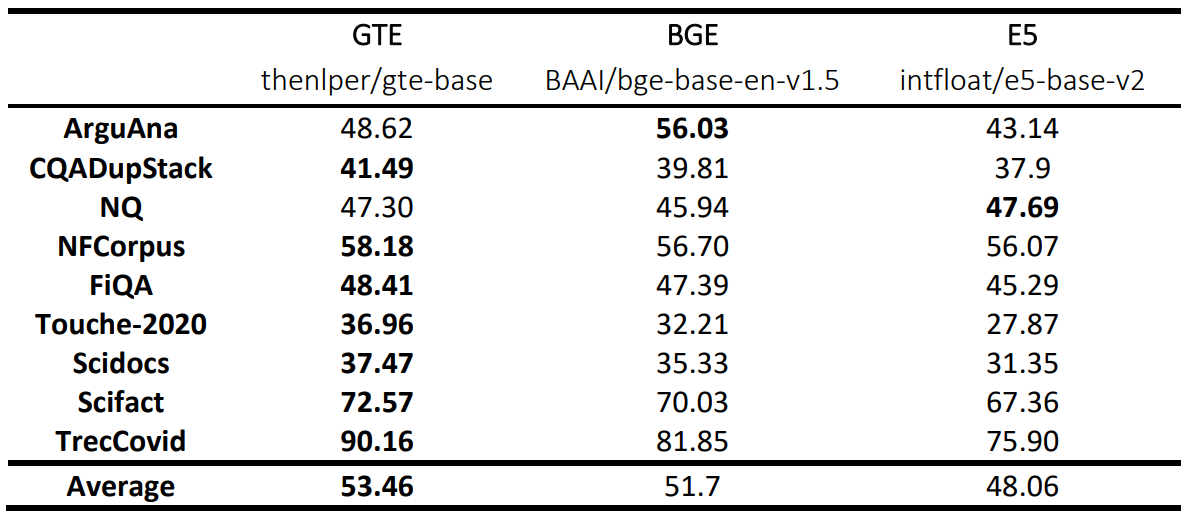 GTE BGE E5
thenlper/gte-base BAAI/bge-base-en-v1.5 intfloat/e5-base-v2
ArguAna 48.62 56.03 43.14
CQADupStack 41.49 39.81 37.9
NQ 47.30 45.94 47.69
NFCorpus 58.18 56.70 56.07
FiQA 48.41 47.39 45.29
Touche-2020 36.96 32.21 27.87
Scidocs 37.47 35.33 31.35
Scifact 72.57 70.03 67.36
TrecCovid 90.16 81.85 75.90
Average 53.46 51.7 48.06